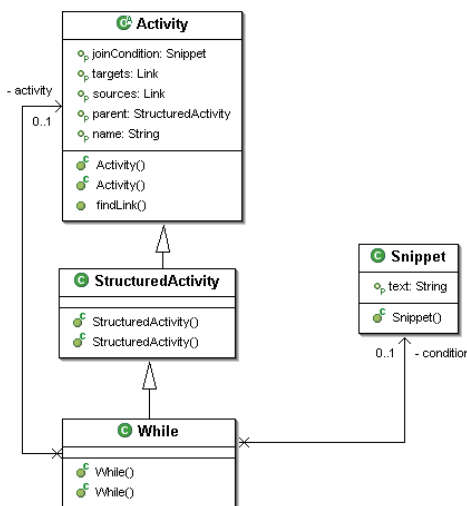 Activity
joinCondition: Snippet
targets: Link
sources: Link
parent: StructuredActivity
name: String
Activity()
Activity()
findLink()
- activity
0..1
StructuredActivity
StructuredActivity()
StructuredActivity()
Snippet
text: String
Snippet()
0..1
- condition
While
While()
While()